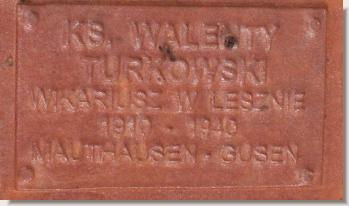 KS. WALENTY
TURKOWSKI
WIKARIUSZ W LESZNIE
1910 - 1940
MAUTHAUSEN - GUSEN